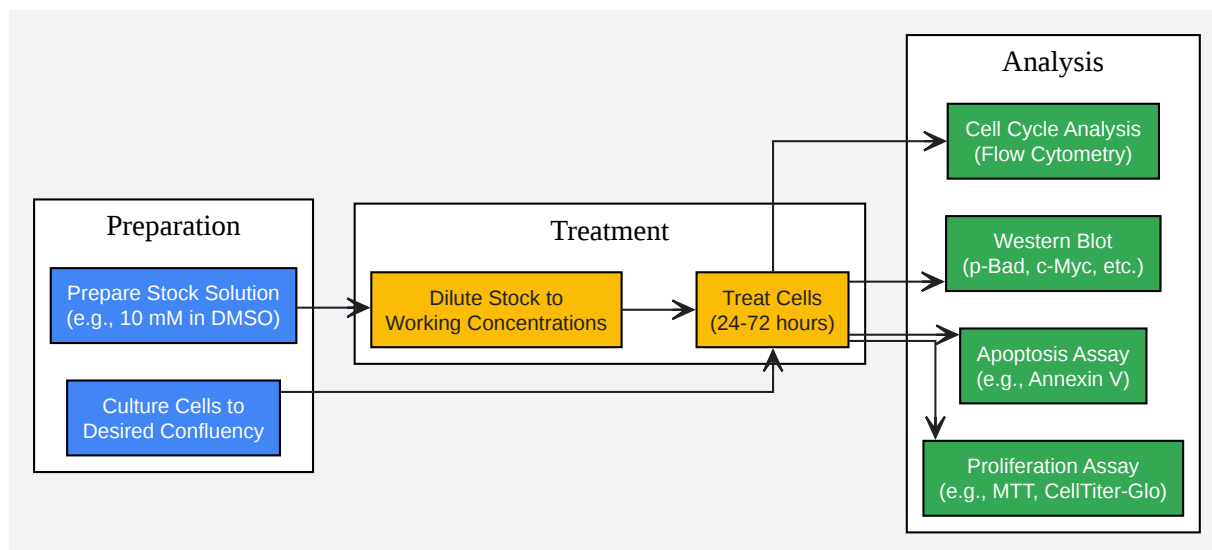 Preparation
Prepare Stock Solution
(e.g., 10 mM in DMSO)
Culture Cells to
Desired Confluency
Treatment
Dilute Stock to
Working Concentrations
Treat Cells
(24-72 hours)
Analysis
Cell Cycle Analysis
(Flow Cytometry)
Western Blot
(p-Bad, c-Myc, etc.)
Apoptosis Assay
(e.g., Annexin V)
Proliferation Assay
(e.g., MTT, CellTiter-Glo)